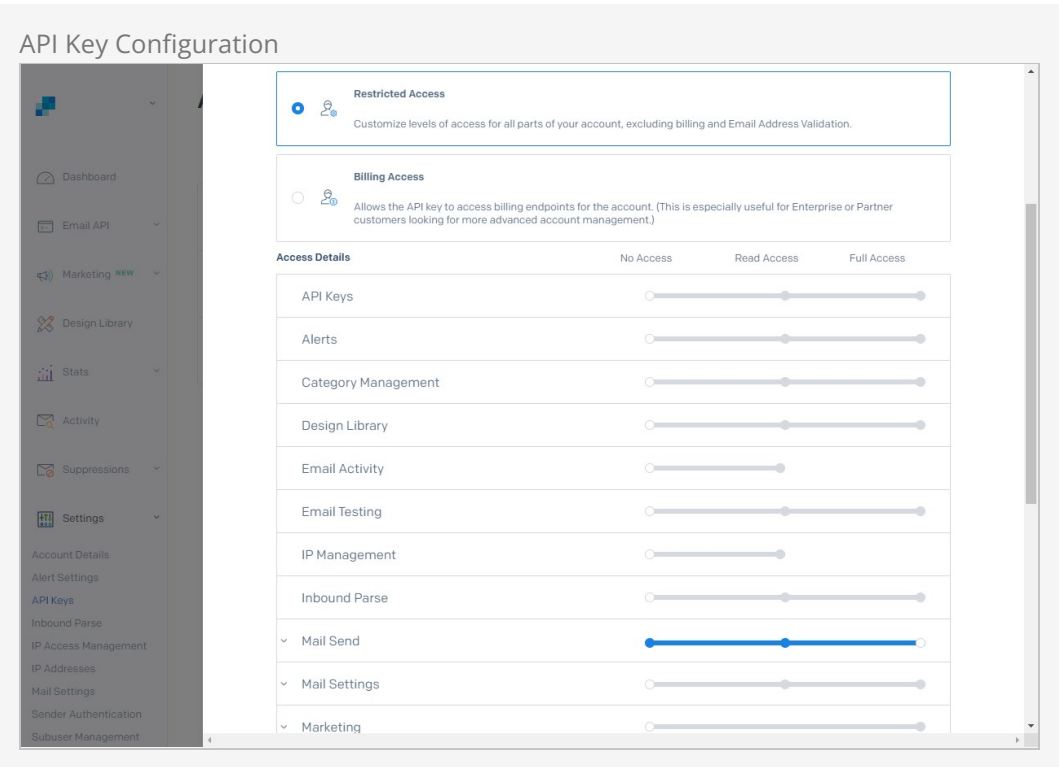 API Key Configuration
Restricted Access
Customize levels of access for all parts of your account, excluding billing and Email Address Validation.
Billing Access
Allows the API key to access billing endpoints for the account. (This is especially useful for Enterprise or Partner
customers looking for more advanced account management.)
Access Details No Access Read Access Full Access
API Keys
Alerts
Category Management
Design Library
Email Activity
Email Testing
IP Management
Inbound Parse
Mail Send
Mail Settings
Marketing
Dashboard
Email API
Marketing NEW
Design Library
Stats
Activity
Suppressions
Settings
Account Details
Alert Settings
API Keys
Inbound Parse
IP Access Management
IP Addresses
Mail Settings
Sender Authentication
Subuser Management